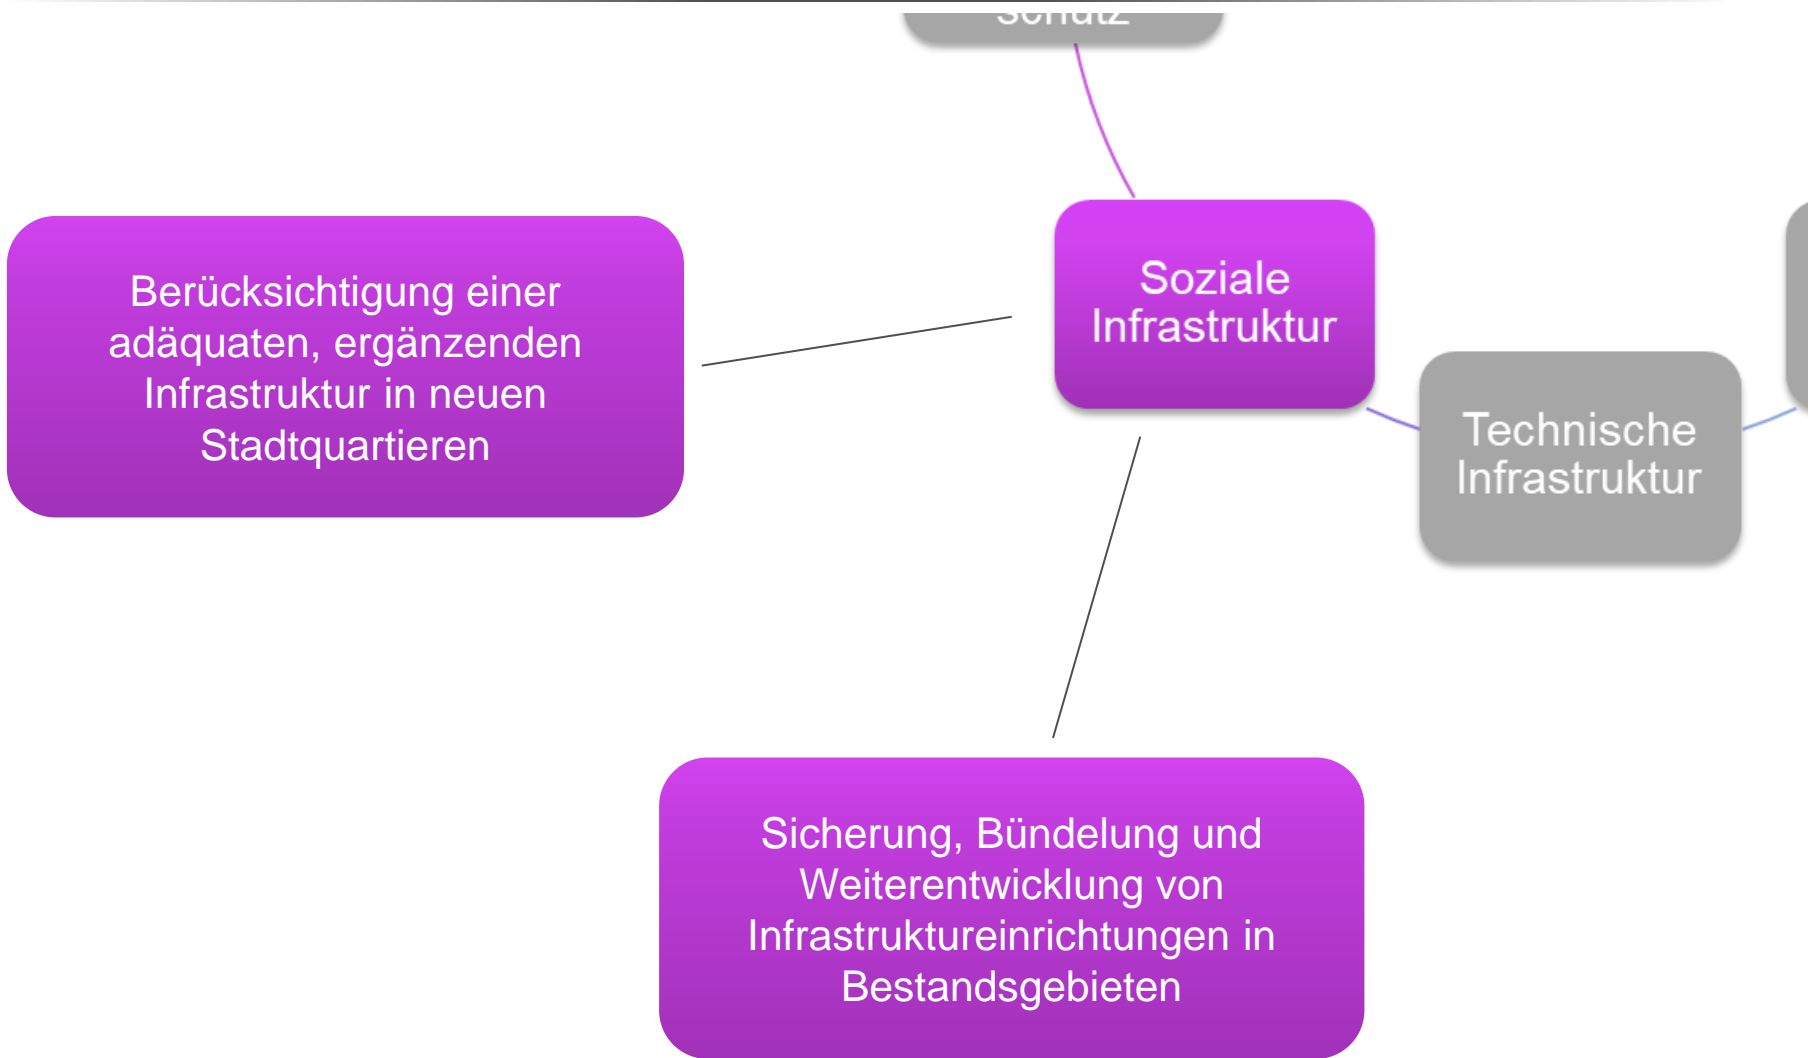 schutz
Soziale
Infrastruktur
Berücksichtigung einer
adäquaten, ergänzenden
Infrastruktur in neuen
Stadtquartieren
Technische
Infrastruktur
Sicherung, Bündelung und
Weiterentwicklung von
Infrastruktureinrichtungen in
Bestandsgebieten